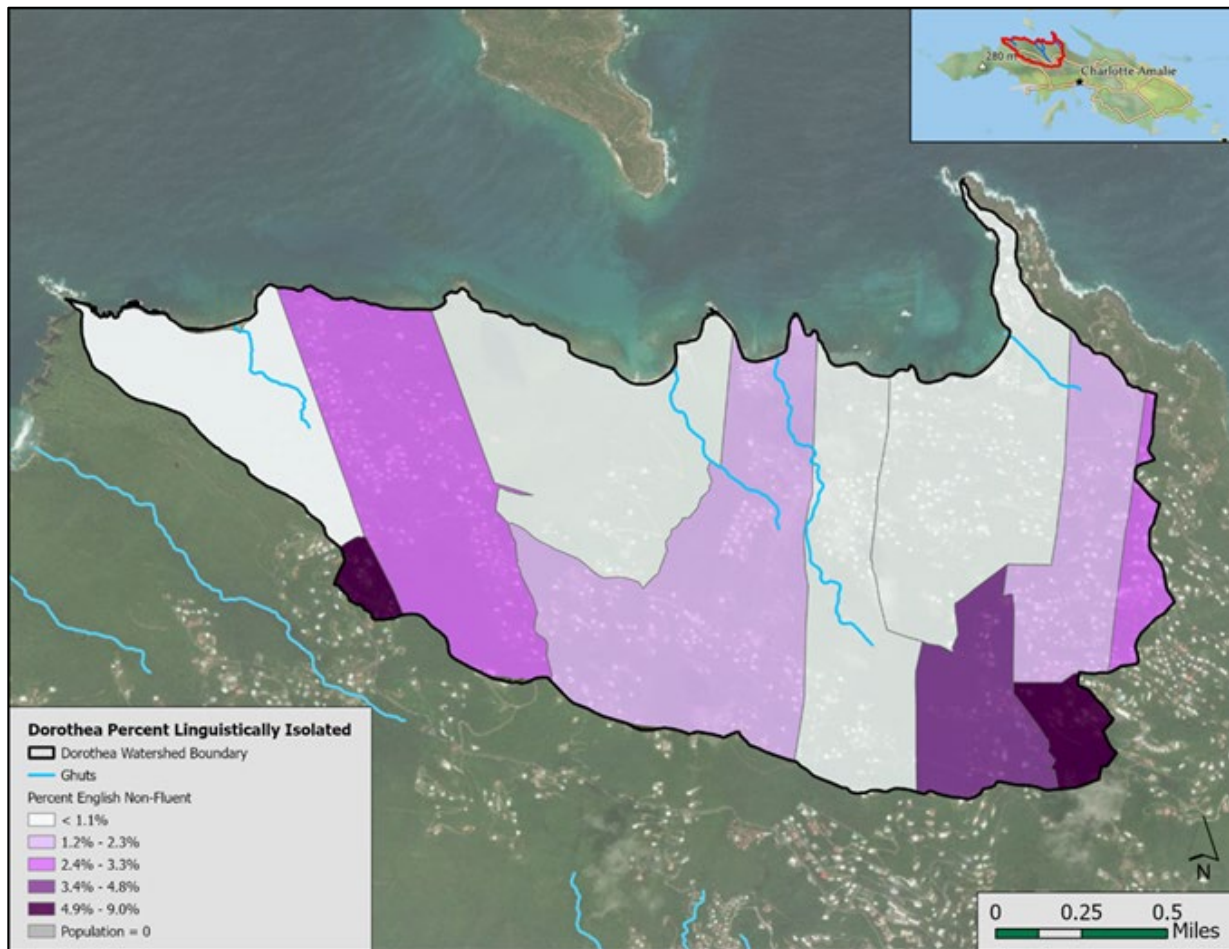 280 m
Charlotte Amalie
Dorothea Percent Linguistically Isolated
Dorothea Watershed Boundary
Ghuts
Percent English Non-Fluent
< 1.1%
1.2% - 2.3%
2.4% - 3.3%
3.4% - 4.8%
4.9% - 9.0%
Population = 0
N
0 0.25 0.5
Miles